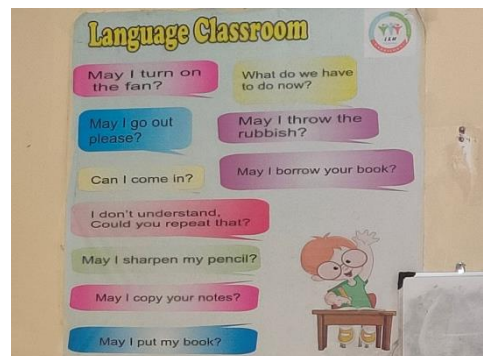 Language Classroom
May I turn on
the fan?
What do we have
to do now?
May I go out
please?
May I throw the
rubbish?
Can I come in?
May I borrow your book?
I don't understand,
Could you repeat that?
May I sharpen my pencil?
May I copy your notes?
May I put my book?